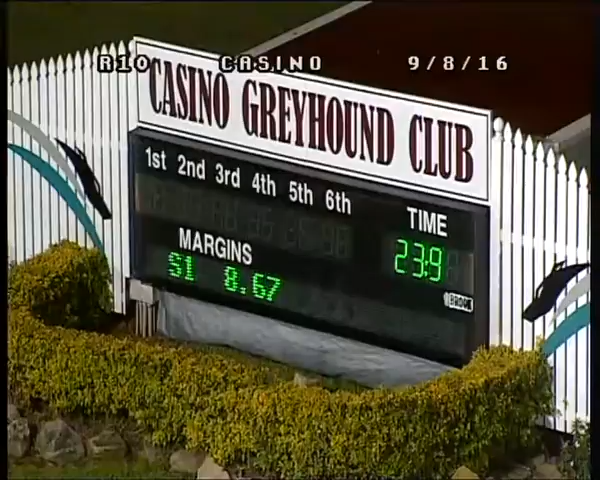 R10 CASINO 9/8/16
CASINO GREYHOUND CLUB
1st 2nd 3rd 4th 5th 6th
TIME
23:9
MARGINS
S1 8.67